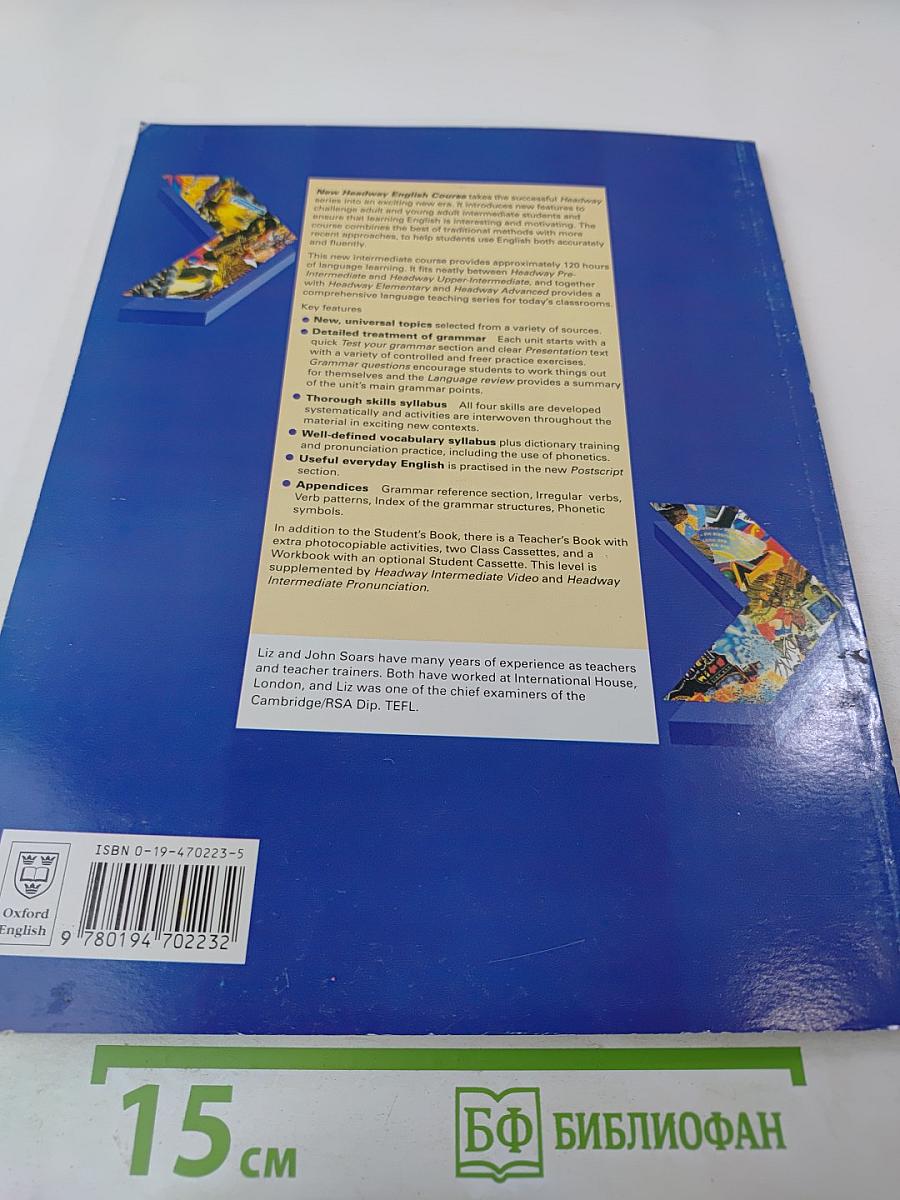 New Headway English Course takes the successful Headway
series into an exciting new era. It introduces new features to
challenge adult and young adult intermediate students and
ensure that learning English is interesting and motivating. The
course combines the best of traditional methods with more
recent approaches, to help students use English both accurately
and fluently.
This new intermediate course provides approximately 120 hours
of language learning. It fits neatly between Headway Pre-
Intermediate and Headway Upper-Intermediate, and together
with Headway Elementary and Headway Advanced provides a
comprehensive language teaching series for today's classrooms.
Key features
• New, universal topics selected from a variety of sources.
• Detailed treatment of grammar Each unit starts with a
quick Test your grammar section and clear Presentation text
with a variety of controlled and freer practice exercises.
Grammar questions encourage students to work things out
for themselves and the Language review provides a summary
of the unit's main grammar points.
• Thorough skills syllabus All four skills are developed
systematically and activities are interwoven throughout the
material in exciting new contexts.
• Well-defined vocabulary syllabus plus dictionary training
and pronunciation practice, including the use of phonetics.
• Useful everyday English is practised in the new Postscript
section.
• Appendices Grammar reference section, Irregular verbs,
Verb patterns, Index of the grammar structures, Phonetic
symbols.
In addition to the Student's Book, there is a Teacher's Book with
extra photocopiable activities, two Class Cassettes, and a
Workbook with an optional Student Cassette. This level is
supplemented by Headway Intermediate Video and Headway
Intermediate Pronunciation.
Liz and John Soars have many years of experience as teachers
and teacher trainers. Both have worked at International House,
London, and Liz was one of the chief examiners of the
Cambridge/RSA Dip. TEFL.
ISBN 0-19-470223-5
Oxford
English
9 780194 702232
15 см
БФ БИБЛИОФАН